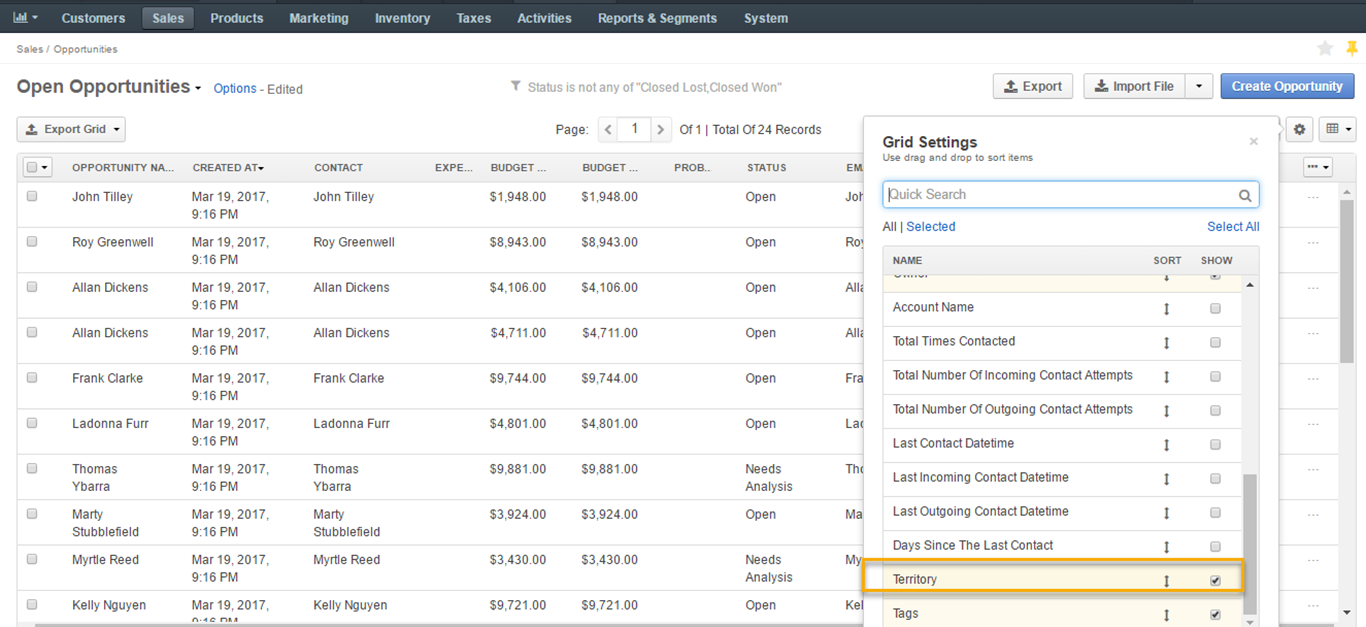 Customers Sales Products Marketing Inventory Taxes Activities Reports & Segments System
Sales / Opportunities
Open Opportunities Options - Edited Status is not any of "Closed Lost,Closed Won" Export Import File Create Opportunity
Export Grid Page: 1 Of 1 | Total Of 24 Records
OPPORTUNITY NA... CREATED AT CONTACT EXPE... BUDGET ... BUDGET ... PROB.. STATUS
John Tilley Mar 19, 2017, John Tilley $1,948.00 $1,948.00 Open
9:16 PM
Roy Greenwell Mar 19, 2017, Roy Greenwell $8,943.00 $8,943.00 Open Roy
9:16 PM
Allan Dickens Mar 19, 2017, Allan Dickens $4,106.00 $4,106.00 Open
9:16 PM
Allan Dickens Mar 19, 2017, Allan Dickens $4,711.00 $4,711.00 Open
9:16 PM
Frank Clarke Mar 19, 2017, Frank Clarke $9,744.00 $9,744.00 Open
9:16 PM
Ladonna Furr Mar 19, 2017, Ladonna Furr $4,801.00 $4,801.00 Open
9:16 PM
Thomas Mar 19, 2017, Thomas $9,881.00 $9,881.00 Needs
Ybarra 9:16 PM Ybarra Analysis
Marty Mar 19, 2017, Marty $3,924.00 $3,924.00 Open
Stubblefield 9:16 PM Stubblefield
Myrtle Reed Mar 19, 2017, Myrtle Reed $3,430.00 $3,430.00 Needs
9:16 PM Analysis
Kelly Nguyen Mar 19, 2017, Kelly Nguyen $9,721.00 $9,721.00 Open
9:16 PM
Grid Settings
Use drag and drop to sort items
Quick Search
All | Selected Select All
NAME SORT SHOW
Owner
Account Name
Total Times Contacted
Total Number Of Incoming Contact Attempts
Total Number Of Outgoing Contact Attempts
Last Contact Datetime
Last Incoming Contact Datetime
Last Outgoing Contact Datetime
Days Since The Last Contact
Territory
Tags